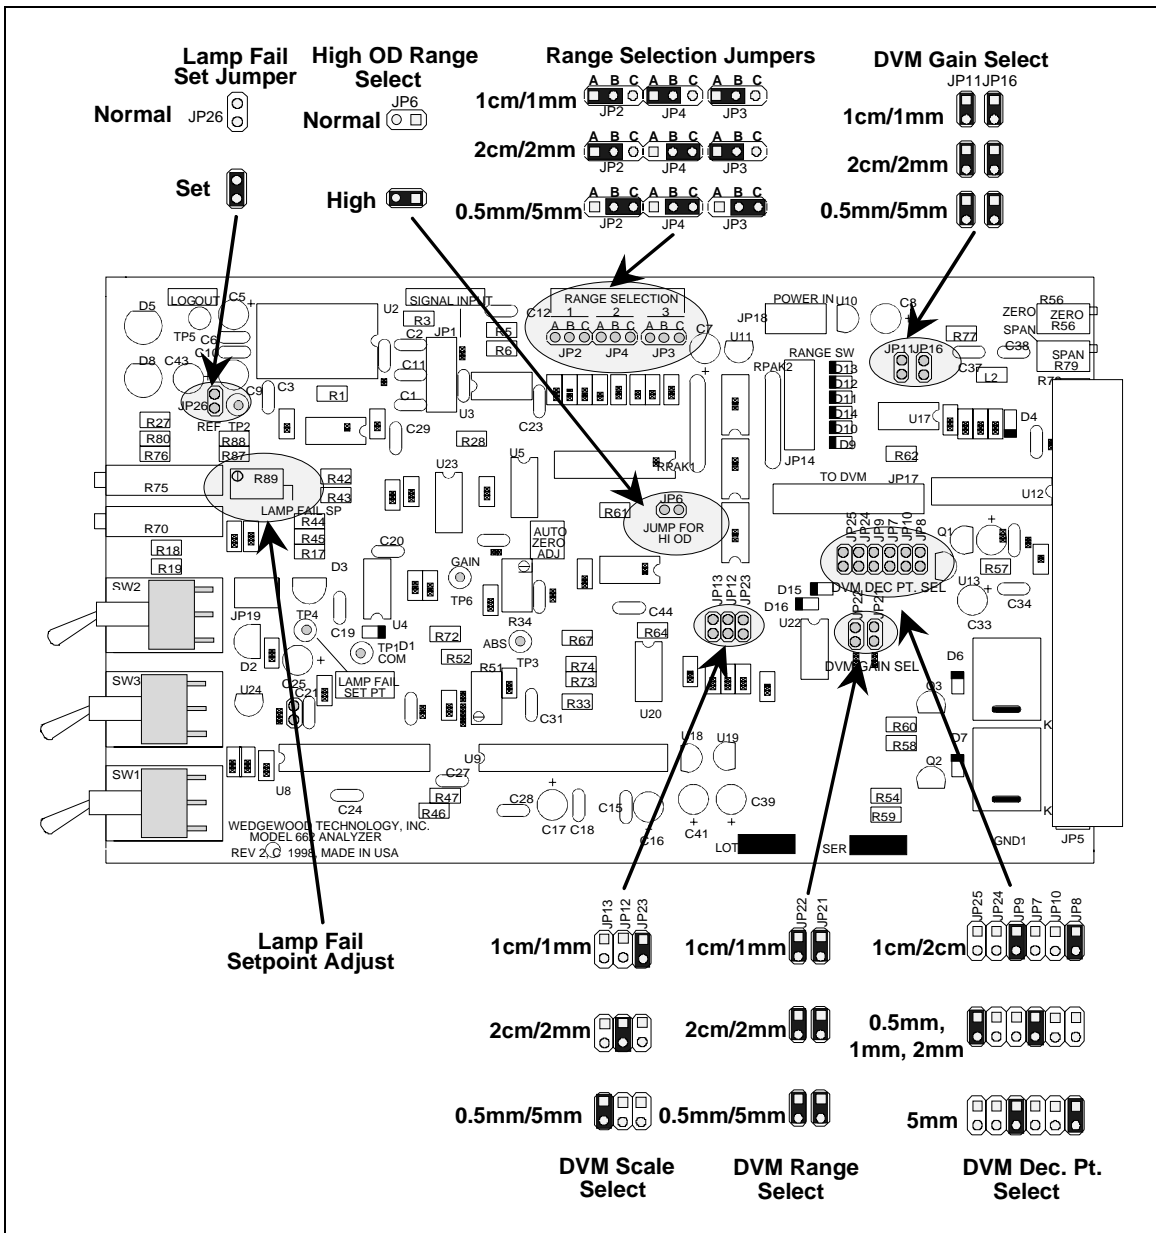 Lamp Fail
Set Jumper
Normal JP26
Set
High OD Range
Select
JP6
Normal
High
Range Selection Jumpers
A B C A B C A B C
1cm/1mm
JP2 JP4 JP3
A B C A B C A B C
2cm/2mm
JP2 JP4 JP3
A B C A B C A B C
0.5mm/5mm
JP2 JP4 JP3
DVM Gain Select
JP11 JP16
1cm/1mm
2cm/2mm
0.5mm/5mm
D5
LOGOUT
C5
TP5
C6
C10
D8
C43
JP26
C9
C3
REF TP2
R27
R80
R76
R88
R87
R75
R89
LAMP FAIL SP
R70
R42
R43
R44
R45
R17
R18
R19
U2
SIGNAL INPUT
R3
JP1
C2
C11
C1
R1
C29
U3
R5
R6
C23
R28
U23
U5
C12
RANGE SELECTION
1 2 3
A B C A B C A B C
JP2 JP4 JP3
C7
U11
POWER IN
U10
JP18
C8
RANGE SW
RPAK2
D13
D12
D11
D14
D10
D9
JP14
RPAK1
R61
JP6
JUMP FOR
HI OD
JP11 JP16
R77
C37
ZERO
SPAN
C38
R56
ZERO
R56
SPAN
R79
L2
U17
D4
R62
TO DVM
JP17
U12
JP25
JP24
JP9
JP7
JP10
JP8
DVM DEC PT. SEL
Q1
U13
R57
C34
C33
D15
D16
U22
JP22
JP21
DVM GAIN SEL
JP13
JP12
JP23
C44
R64
U20
R67
R74
R73
R33
C31
AUTO
ZERO
ADJ
C20
GAIN
TP6
R34
ABS
TP3
R72
R52
R51
U4
D3
C19
TP4
TP1 D1
COM
LAMP FAIL
SET PT
SW2
JP19
D2
U24
C25
C21
SW3
SW1
U8
U9
C27
R47
R46
C24
C28
C17
C18
C15
C16
U18
U19
C41
C39
D6
Q3
R60
R58
D7
Q2
R54
R59
K
K
GND1
JP5
WEDGEWOOD TECHNOLOGY, INC.
MODEL 662 ANALYZER
REV 2, C 1998, MADE IN USA
LOT
SER
Lamp Fail
Setpoint Adjust
JP13
JP12
JP23
1cm/1mm
2cm/2mm
0.5mm/5mm
DVM Scale
Select
JP22
JP21
1cm/1mm
2cm/2mm
0.5mm/5mm
DVM Range
Select
JP25
JP24
JP9
JP7
JP10
JP8
1cm/2cm
0.5mm,
1mm, 2mm
5mm
DVM Dec. Pt.
Select